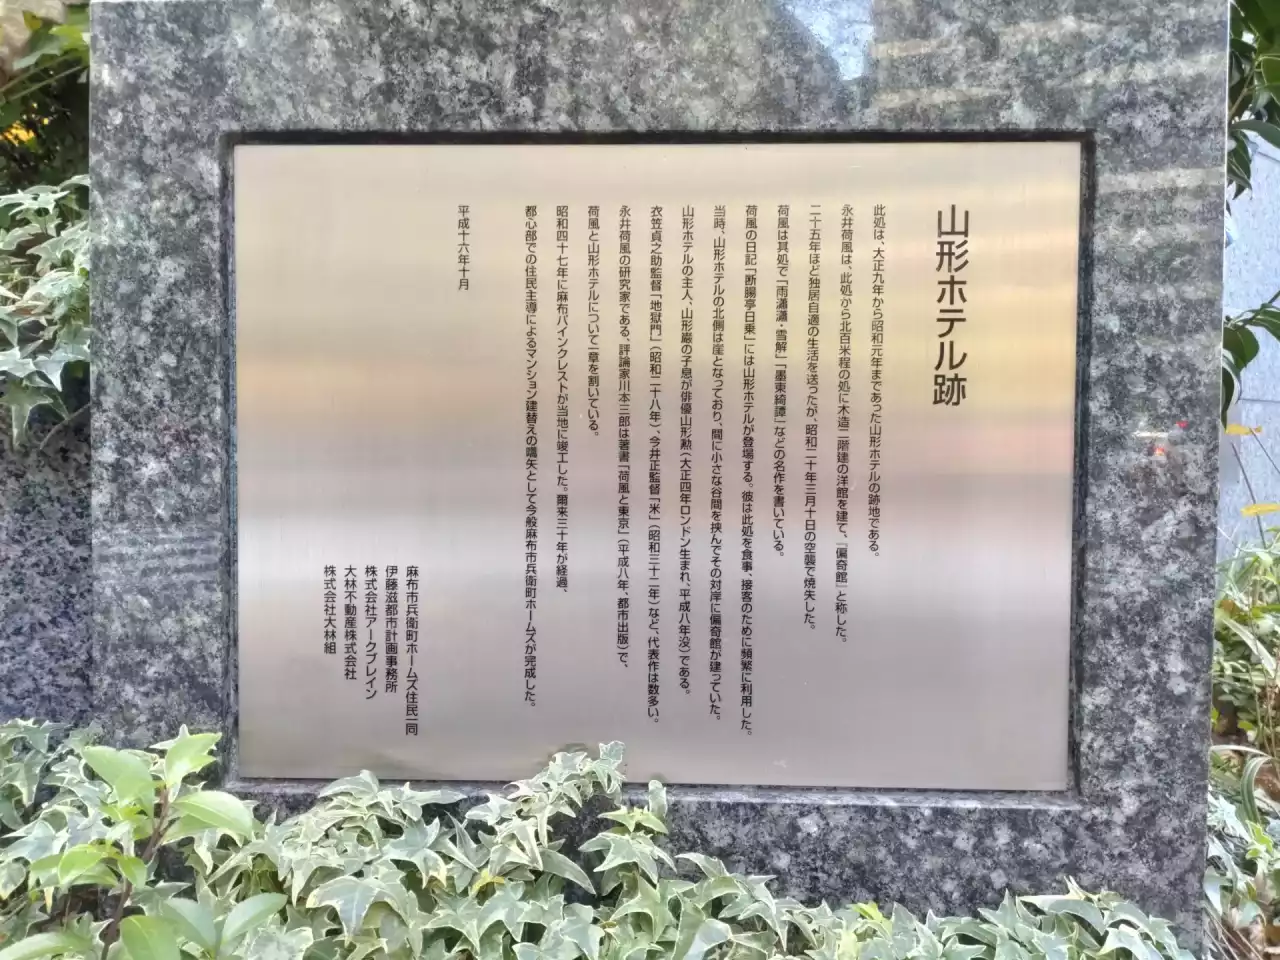 山形ホテル跡
此処は、大正九年から昭和元年まであった山形ホテルの跡地である。
永井荷風は、此処から北百米程の処に木造二階建の洋館を建て、『偏奇館』と称した。
二十五年ほど独居自適の生活を送ったが、昭和二十年三月十日の空襲で焼失した。
荷風は其処で「雨瀟瀟・雪解」「墨東綺譚」などの名作を書いている。
荷風の日記「断腸亭日乗」には山形ホテルが登場する。彼は此処を食事、接客のために頻繁に利用した。
当時、山形ホテルの北側は崖となっており、間に小さな谷間を挟んでその対岸に偏奇館が建っていた。
山形ホテルの主人、山形巌の子息が俳優山形勲（大正四年ロンドン生まれ、平成八年没）である。
衣笠貞之助監督「地獄門」（昭和二十八年）、今井正監督「米」（昭和三十二年）など、代表作は数多い。
永井荷風の研究家である、評論家川本三郎は著書「荷風と東京」（平成八年、都市出版）で、
荷風と山形ホテルについて一章を割いている。
昭和四十七年に麻布パインクレストが当地に竣工した。爾来三十年が経過、
都心部での住民主導によるマンション建替えの嚆矢として今般麻布市兵衛町ホームズが完成した。
平成十六年十月
麻布市兵衛町ホームズ住民一同
伊藤滋都市計画事務所
株式会社アークブレイン
大林不動産株式会社
株式会社大林組